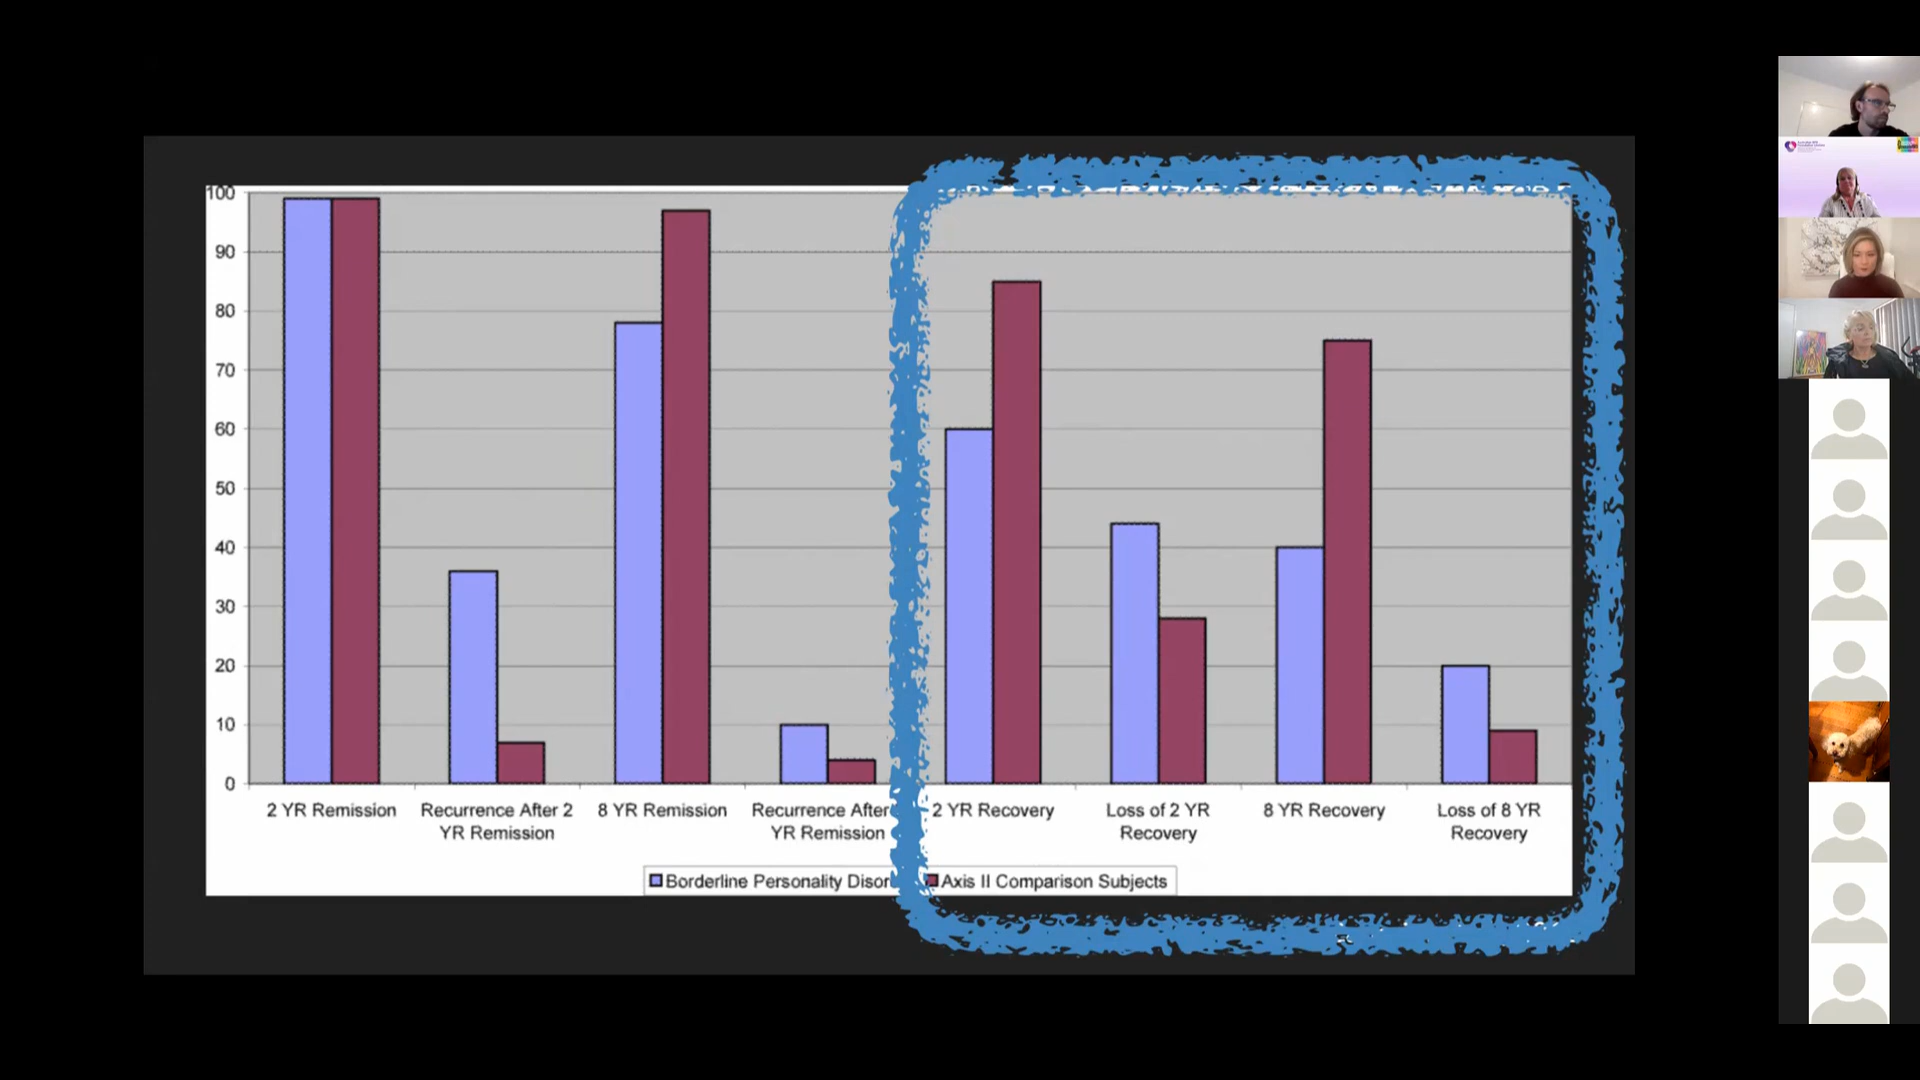 100
90
80
70
60
50
40
30
20
10
0
2 YR Remission
Recurrence After 2
YR Remission
8 YR Remission
Recurrence After
YR Remission
2 YR Recovery
Loss of 2 YR
Recovery
8 YR Recovery
Loss of 8 YR
Recovery
Borderline Personality Disor
Axis II Comparison Subjects